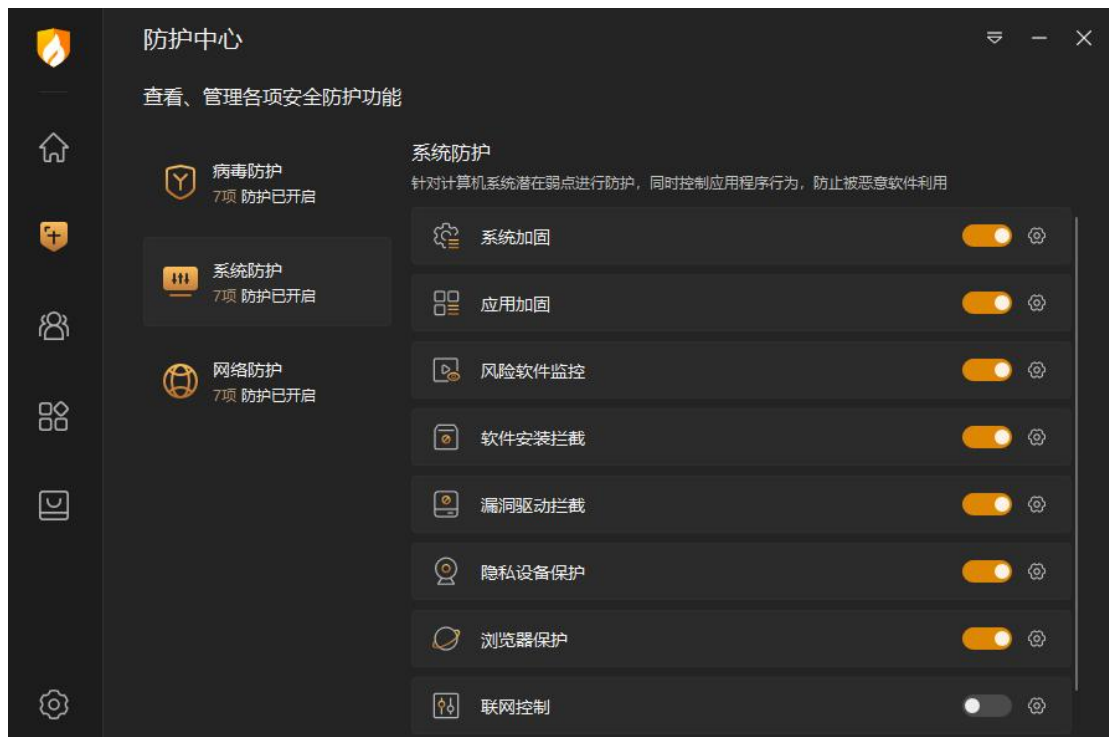 防护中心
查看、管理各项安全防护功能
病毒防护
7项 防护已开启
系统防护
7项 防护已开启
网络防护
7项 防护已开启
系统防护
针对计算机系统潜在弱点进行防护，同时控制应用程序行为，防止被恶意软件利用
系统加固
应用加固
风险软件监控
软件安装拦截
漏洞驱动拦截
隐私设备保护
浏览器保护
联网控制